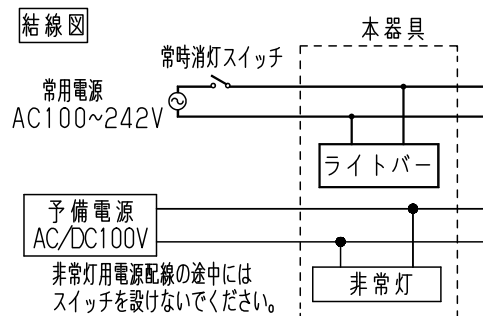 結線図
本器具
常時消灯スイッチ
常用電源
AC100~242V
ライトバー
予備電源
AC/DC100V
非常灯
非常灯用電源配線の途中には
スイッチを設けないでください。